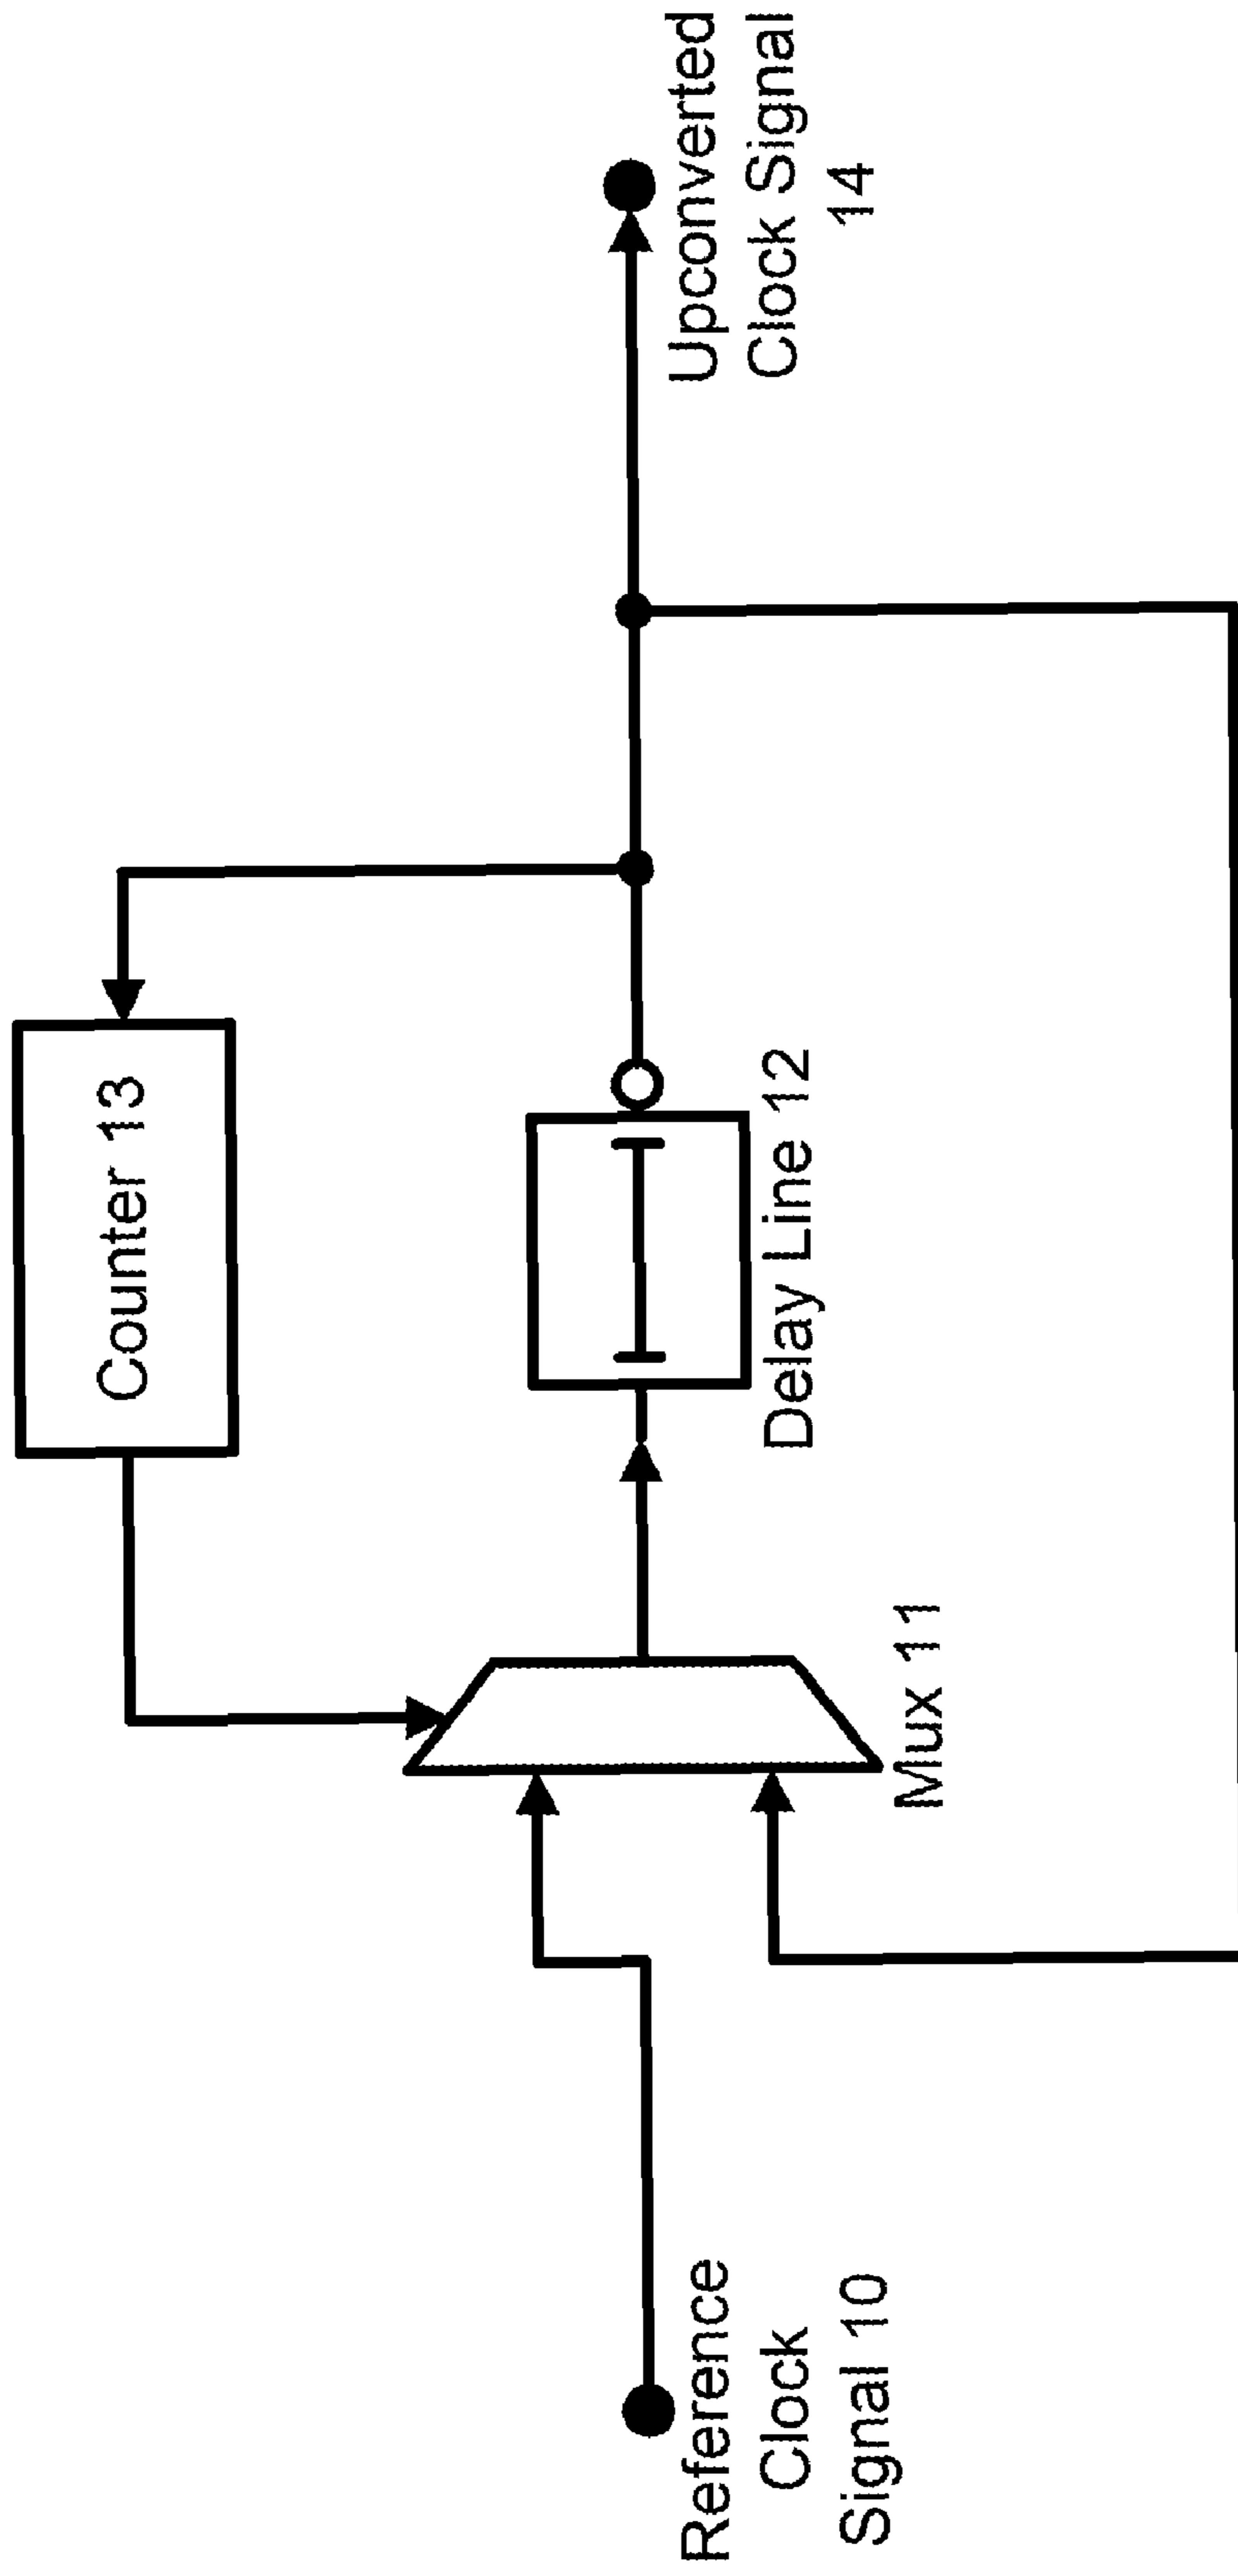 Counter 13
Delay Line 12
Mux 11
Reference
Clock
Signal 10
Upconverted
Clock Signal
14